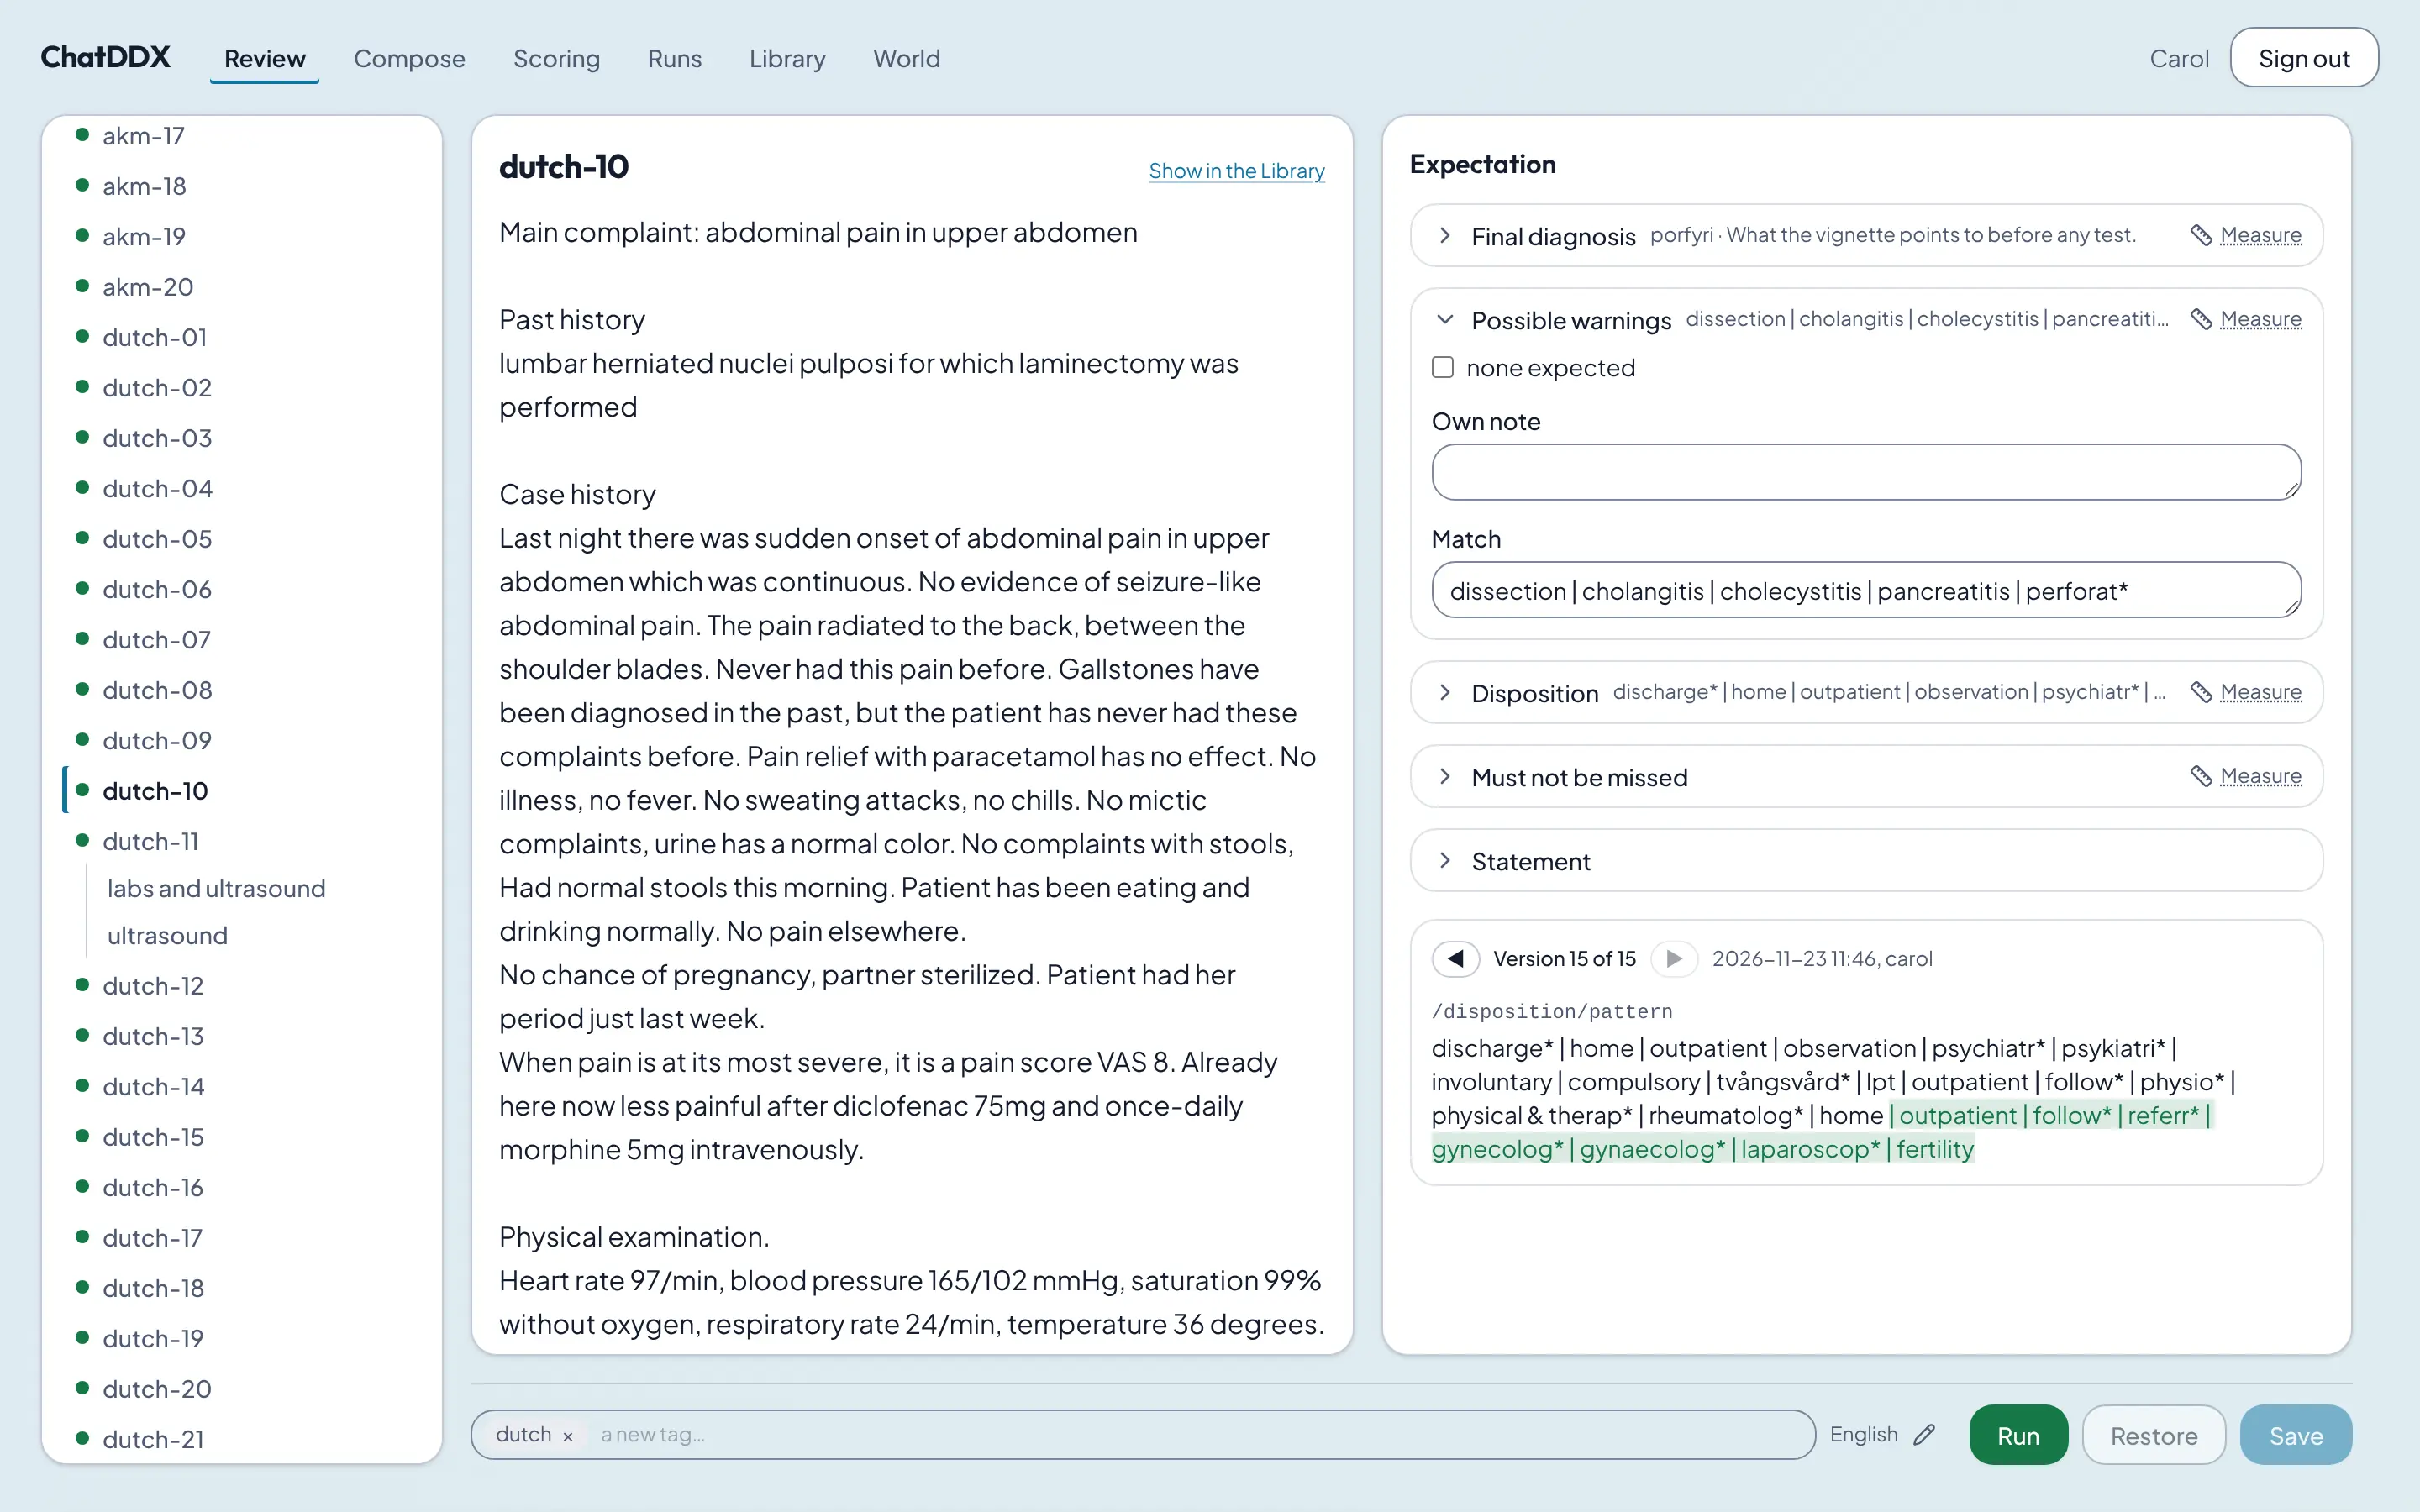 ChatDDX
Review
Compose
Scoring
Runs
Library
World
Carol
Sign out
akm-17
akm-18
akm-19
akm-20
dutch-01
dutch-02
dutch-03
dutch-04
dutch-05
dutch-06
dutch-07
dutch-08
dutch-09
dutch-10
dutch-11
labs and ultrasound
ultrasound
dutch-12
dutch-13
dutch-14
dutch-15
dutch-16
dutch-17
dutch-18
dutch-19
dutch-20
dutch-21
dutch-10
Show in the Library
Main complaint: abdominal pain in upper abdomen
Past history
lumbar herniated nuclei pulposi for which laminectomy was
performed
Case history
Last night there was sudden onset of abdominal pain in upper
abdomen which was continuous. No evidence of seizure-like
abdominal pain. The pain radiated to the back, between the
shoulder blades. Never had this pain before. Gallstones have
been diagnosed in the past, but the patient has never had these
complaints before. Pain relief with paracetamol has no effect. No
illness, no fever. No sweating attacks, no chills. No mictic
complaints, urine has a normal color. No complaints with stools,
Had normal stools this morning. Patient has been eating and
drinking normally. No pain elsewhere.
No chance of pregnancy, partner sterilized. Patient had her
period just last week.
When pain is at its most severe, it is a pain score VAS 8. Already
here now less painful after diclofenac 75mg and once-daily
morphine 5mg intravenously.
Physical examination.
Heart rate 97/min, blood pressure 165/102 mmHg, saturation 99%
without oxygen, respiratory rate 24/min, temperature 36 degrees.
Expectation
Final diagnosis porfyri · What the vignette points to before any test. Measure
Possible warnings dissection | cholangitis | cholecystitis | pancreatiti... Measure
none expected
Own note
Match
dissection | cholangitis | cholecystitis | pancreatitis | perforat*
Disposition discharge* | home | outpatient | observation | psychiatr* | ... Measure
Must not be missed Measure
Statement
Version 15 of 15 2026-11-23 11:46, carol
/disposition/pattern
discharge* | home | outpatient | observation | psychiatr* | psykiatri* |
involuntary | compulsory | tvångsvård* | lpt | outpatient | follow* | physio* |
physical & therap* | rheumatolog* | home | outpatient | follow* | referr* |
gynecolog* | gynaecolog* | laparoscop* | fertility
dutch × a new tag...
English
Run
Restore
Save